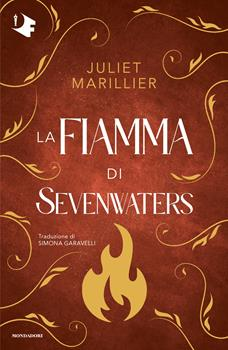 JULIET
MARILLIER
LA
FIAMMA
DI
SEVENWATERS
Traduzione di
SIMONA GARAVELLI
MONDADORI